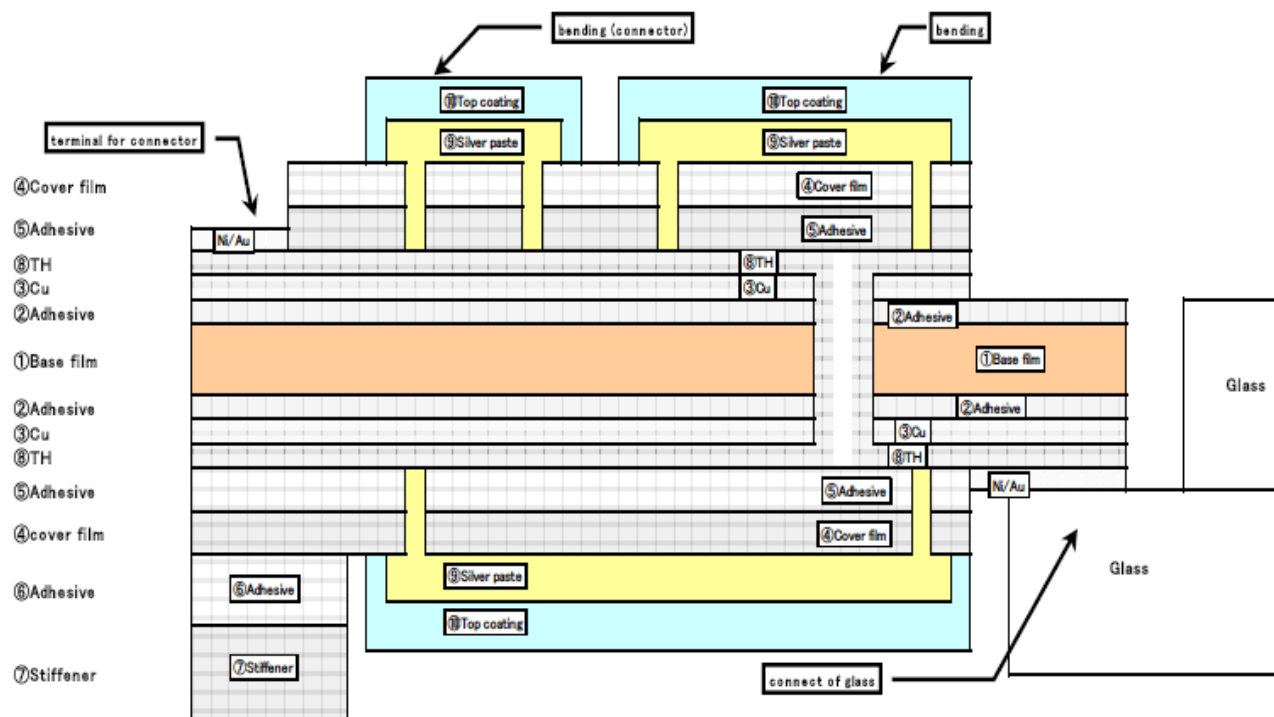 bending (connector)
bending
⑩Top coating
⑩Top coating
terminal for connector
⑨Silver paste
⑨Silver paste
④Cover film
④Cover film
⑤Adhesive
⑤Adhesive
Ni/Au
⑧TH
⑧TH
③Cu
③Cu
②Adhesive
②Adhesive
①Base film
①Base film
Glass
②Adhesive
②Adhesive
③Cu
③Cu
⑧TH
⑧TH
⑤Adhesive
⑤Adhesive
Ni/Au
④cover film
④Cover film
Glass
⑨Silver paste
⑥Adhesive
⑥Adhesive
⑩Top coating
⑦Stiffener
⑦Stiffener
connect of glass